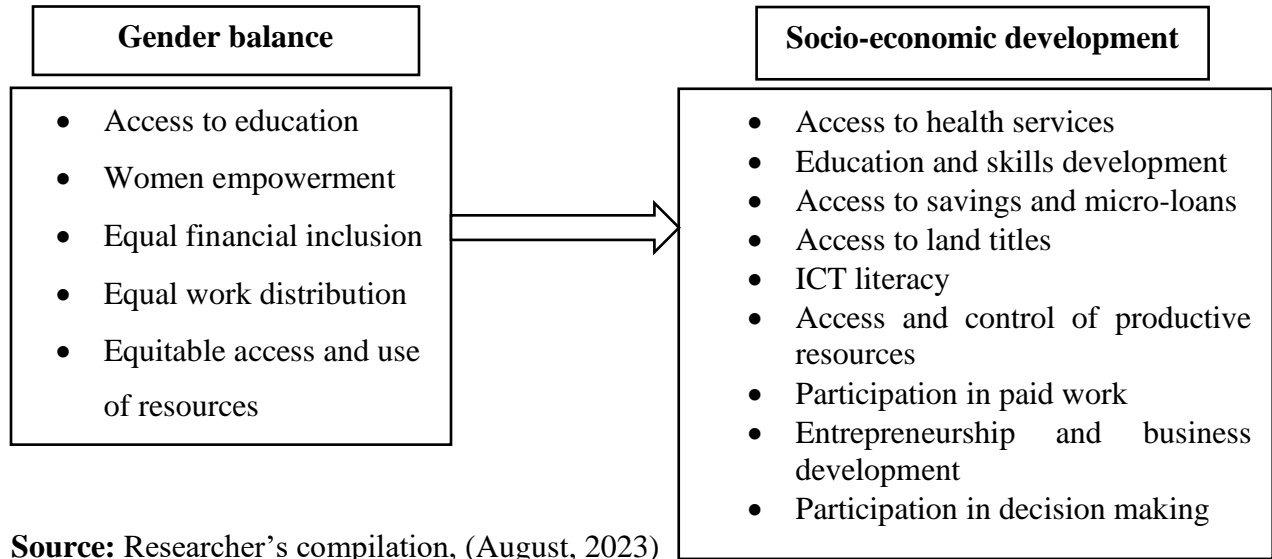 Gender balance
• Access to education
• Women empowerment
• Equal financial inclusion
• Equal work distribution
• Equitable access and use
of resources
Socio-economic development
• Access to health services
• Education and skills development
• Access to savings and micro-loans
• Access to land titles
• ICT literacy
• Access and control of productive
resources
• Participation in paid work
• Entrepreneurship and business
development
• Participation in decision making
Source: Researcher’s compilation, (August, 2023)